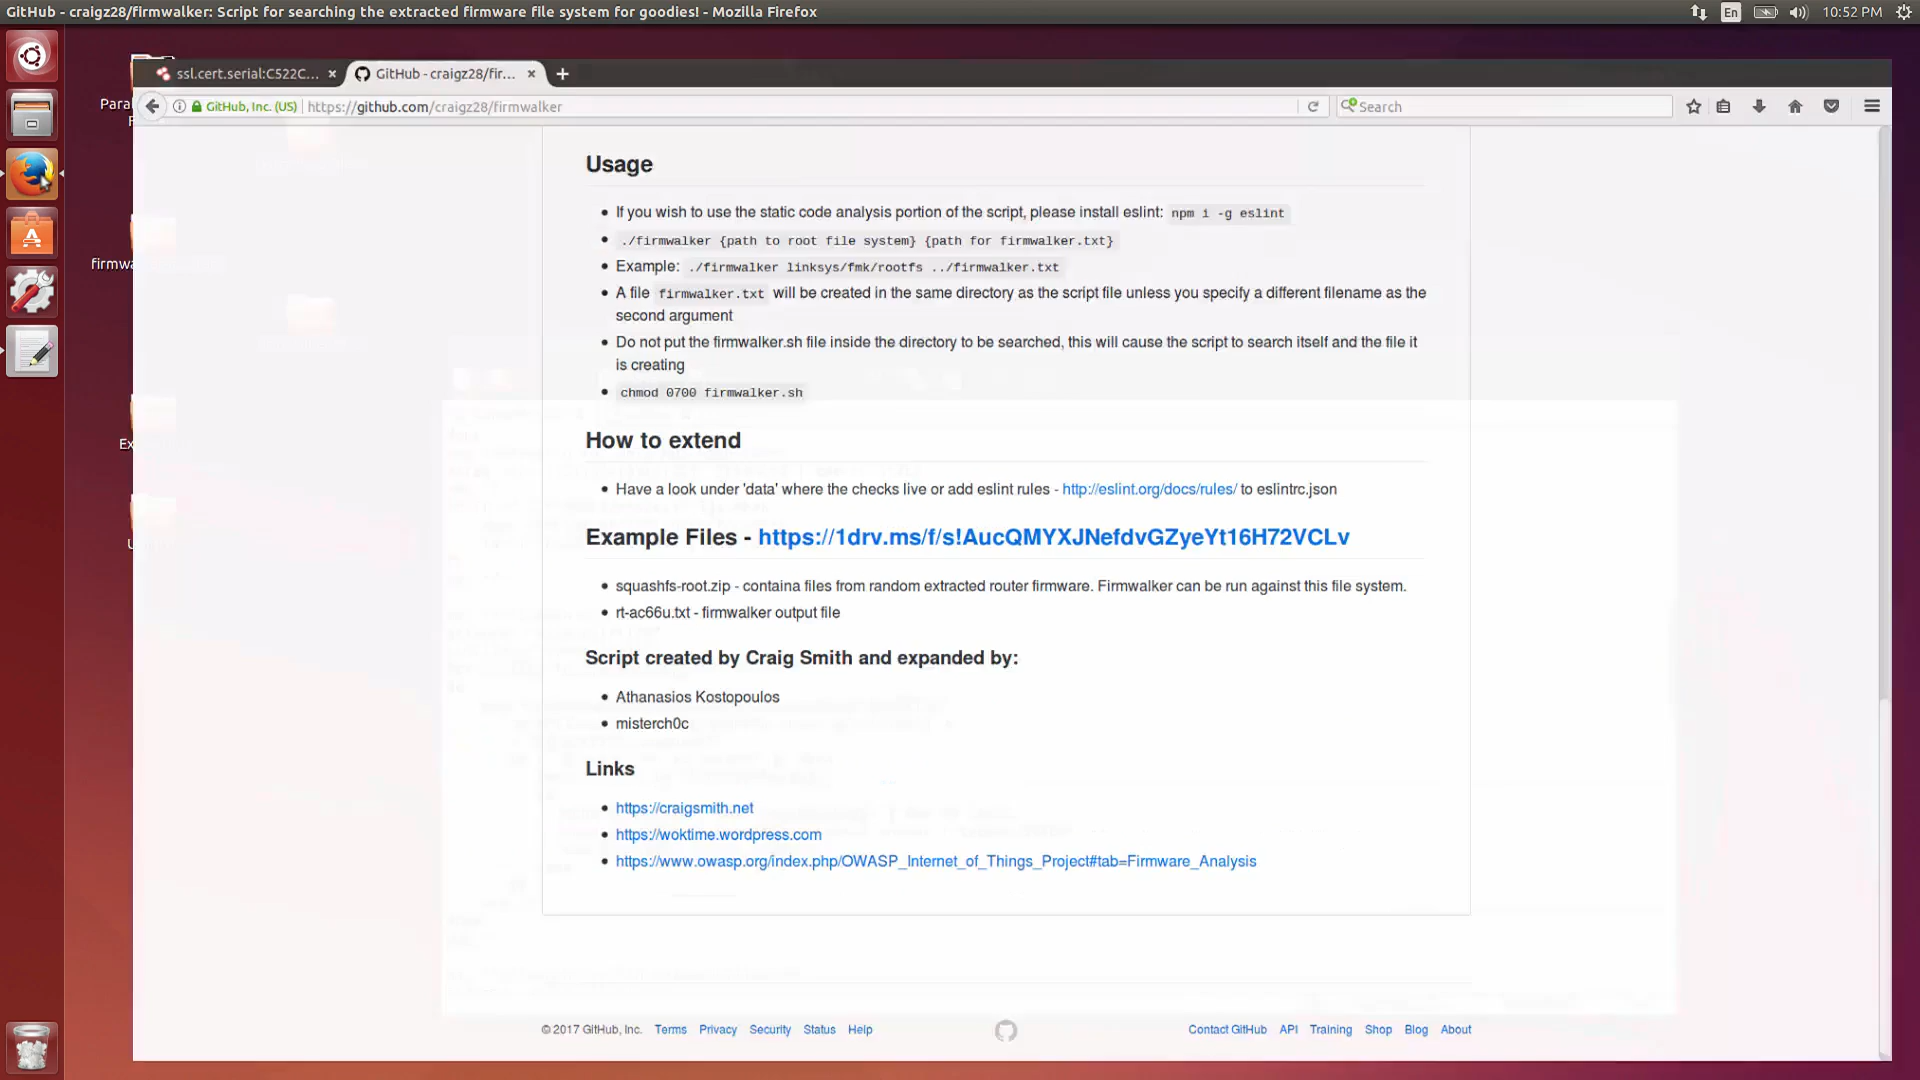 GitHub - craigz28/firmwalker: Script for searching the extracted firmware file system for goodies! - Mozilla Firefox
En
10:52 PM
ssl.cert.serial:C522C...
GitHub - craigz28/fir...
GitHub, Inc. (US)
https://github.com/craigz28/firmwalker
Search
Para
firmwa
Ex
Usage
If you wish to use the static code analysis portion of the script, please install eslint: npm i -g eslint
./firmwalker {path to root file system} {path for firmwalker.txt}
Example: ./firmwalker linksys/fmk/rootfs ../firmwalker.txt
A file firmwalker.txt will be created in the same directory as the script file unless you specify a different filename as the
second argument
Do not put the firmwalker.sh file inside the directory to be searched, this will cause the script to search itself and the file it
is creating
chmod 0700 firmwalker.sh
How to extend
Have a look under 'data' where the checks live or add eslint rules - http://eslint.org/docs/rules/ to eslintrc.json
Example Files - https://1drv.ms/f/s!AucQMYXJNefdvGZyeYt16H72VCLv
squashfs-root.zip - containa files from random extracted router firmware. Firmwalker can be run against this file system.
rt-ac66u.txt - firmwalker output file
Script created by Craig Smith and expanded by:
Athanasios Kostopoulos
misterch0c
Links
https://craigsmith.net
https://woktime.wordpress.com
https://www.owasp.org/index.php/OWASP_Internet_of_Things_Project#tab=Firmware_Analysis
© 2017 GitHub, Inc. Terms Privacy Security Status Help
Contact GitHub API Training Shop Blog About